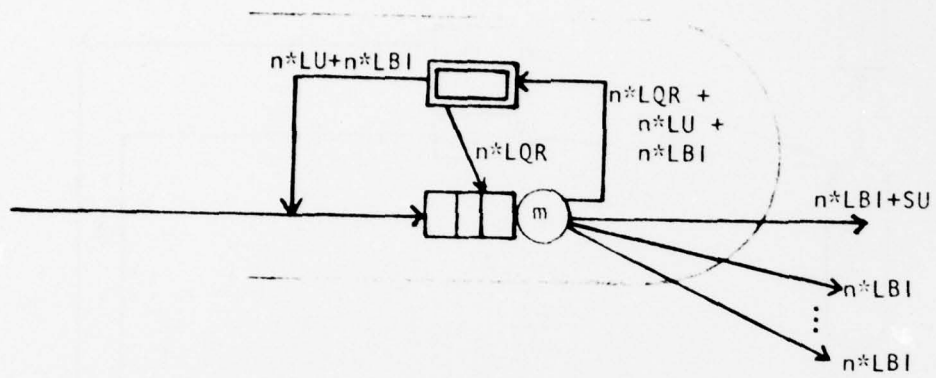 n*LU+n*LBI
n*LQR +
n*LU +
n*LBI
n*LQR
m
n*LBI+SU
n*LBI
n*LBI